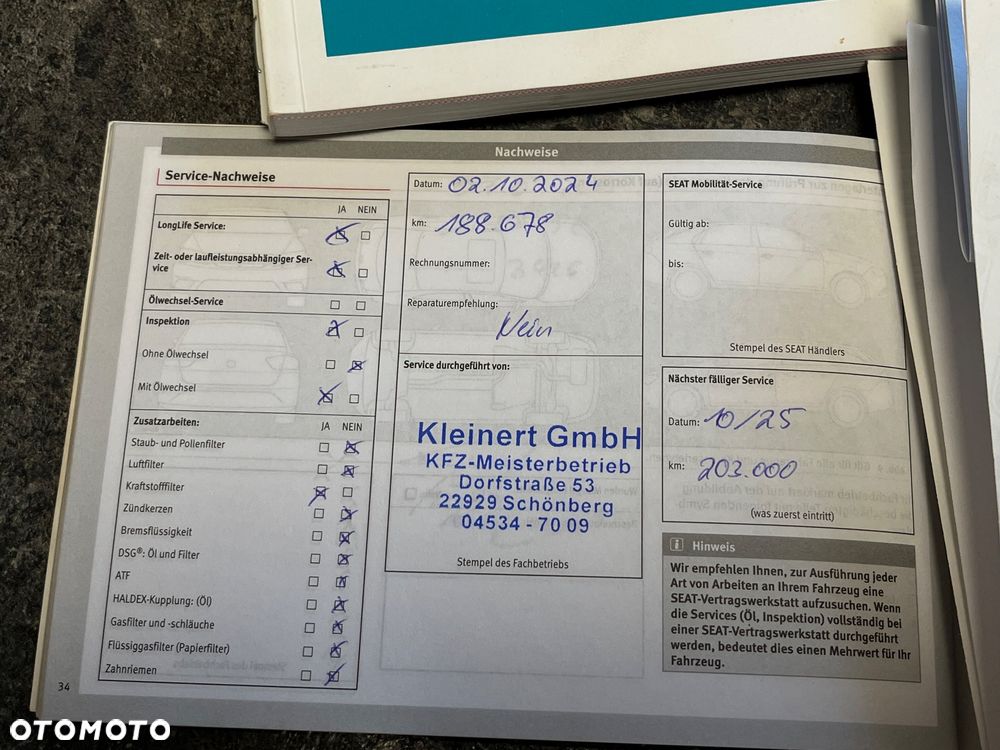 Nachweise
Service-Nachweise
JA NEIN
LongLife Service:
Zeit- oder laufleistungsabhängiger Ser-
vice
Ölwechsel-Service
Inspektion
Ohne Ölwechsel
Mit Ölwechsel
Zusatzarbeiten: JA NEIN
Staub- und Pollenfilter
Luftfilter
Kraftstofffilter
Zündkerzen
Bremsflüssigkeit
DSG®: Öl und Filter
ATF
HALDEX-Kupplung: (Öl)
Gasfilter und -schläuche
Flüssiggasfilter (Papierfilter)
Zahnriemen
34
Datum: 02.10.2024
km: 188.678
Rechnungsnummer:
Reparaturempfehlung:
Nein
Service durchgeführt von:
Kleinert GmbH
KFZ-Meisterbetrieb
Dorfstraße 53
22929 Schönberg
04534 - 70 09
Stempel des Fachbetriebs
SEAT Mobilität-Service
Gültig ab:
bis:
Stempel des SEAT Händlers
Nächster fälliger Service
Datum: 10/25
km: 203.000
(was zuerst eintritt)
i Hinweis
Wir empfehlen Ihnen, zur Ausführung jeder
Art von Arbeiten an Ihrem Fahrzeug eine
SEAT-Vertragswerkstatt aufzusuchen. Wenn
die Services (Öl, Inspektion) vollständig bei
einer SEAT-Vertragswerkstatt durchgeführt
werden, bedeutet dies einen Mehrwert für Ihr
Fahrzeug.
OTOMOTO